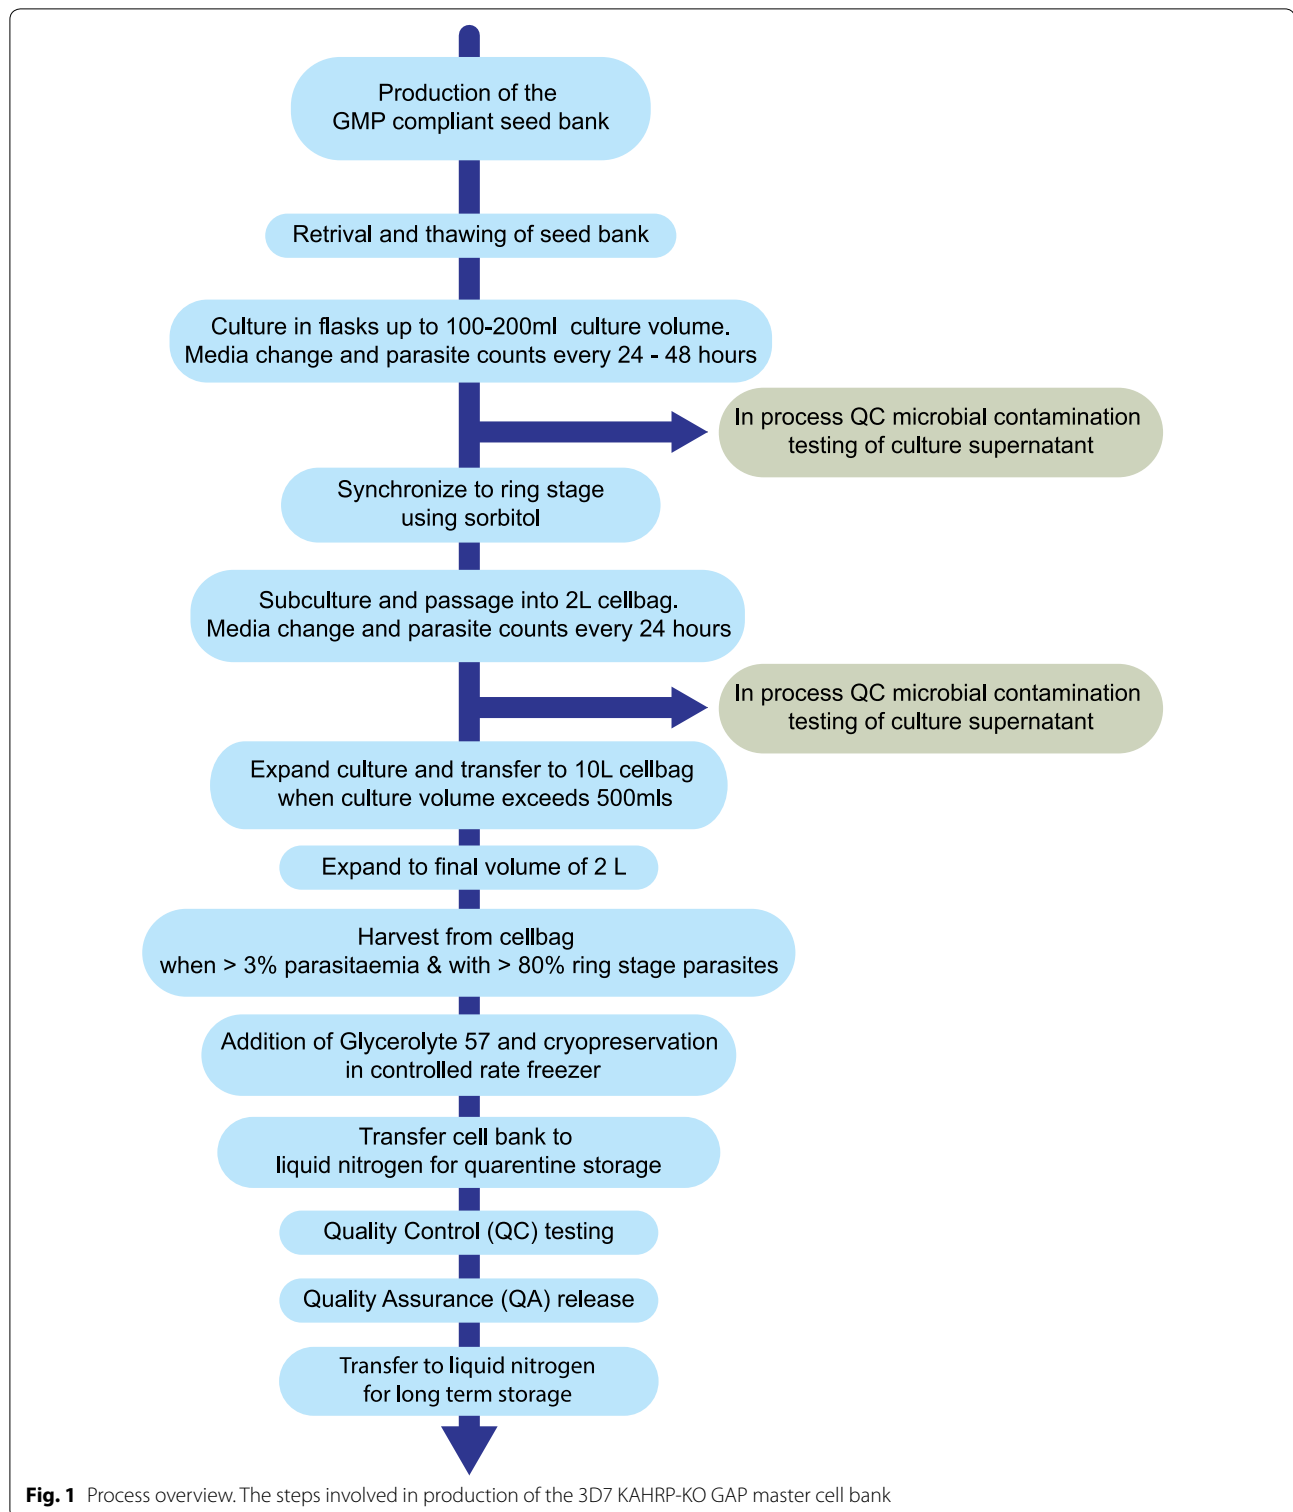 Production of the
GMP compliant seed bank
Retrival and thawing of seed bank
Culture in flasks up to 100-200ml culture volume.
Media change and parasite counts every 24 - 48 hours
In process QC microbial contamination
testing of culture supernatant
Synchronize to ring stage
using sorbitol
Subculture and passage into 2L cellbag.
Media change and parasite counts every 24 hours
In process QC microbial contamination
testing of culture supernatant
Expand culture and transfer to 10L cellbag
when culture volume exceeds 500mls
Expand to final volume of 2 L
Harvest from cellbag
when > 3% parasitaemia & with > 80% ring stage parasites
Addition of Glycerolyte 57 and cryopreservation
in controlled rate freezer
Transfer cell bank to
liquid nitrogen for quarentine storage
Quality Control (QC) testing
Quality Assurance (QA) release
Transfer to liquid nitrogen
for long term storage
Fig. 1 Process overview. The steps involved in production of the 3D7 KAHRP-KO GAP master cell bank